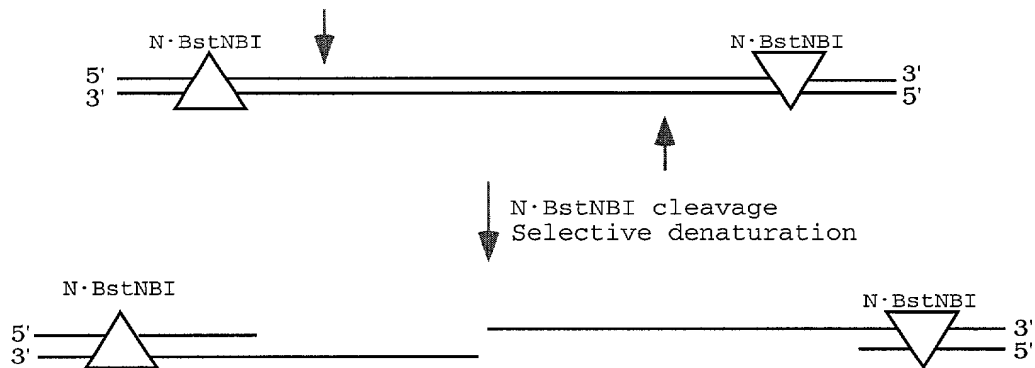 N·BstNBI N·BstNBI
5' 3'
3' 5'
N·BstNBI cleavage
Selective denaturation
N·BstNBI N·BstNBI
5' 3'
3' 5'